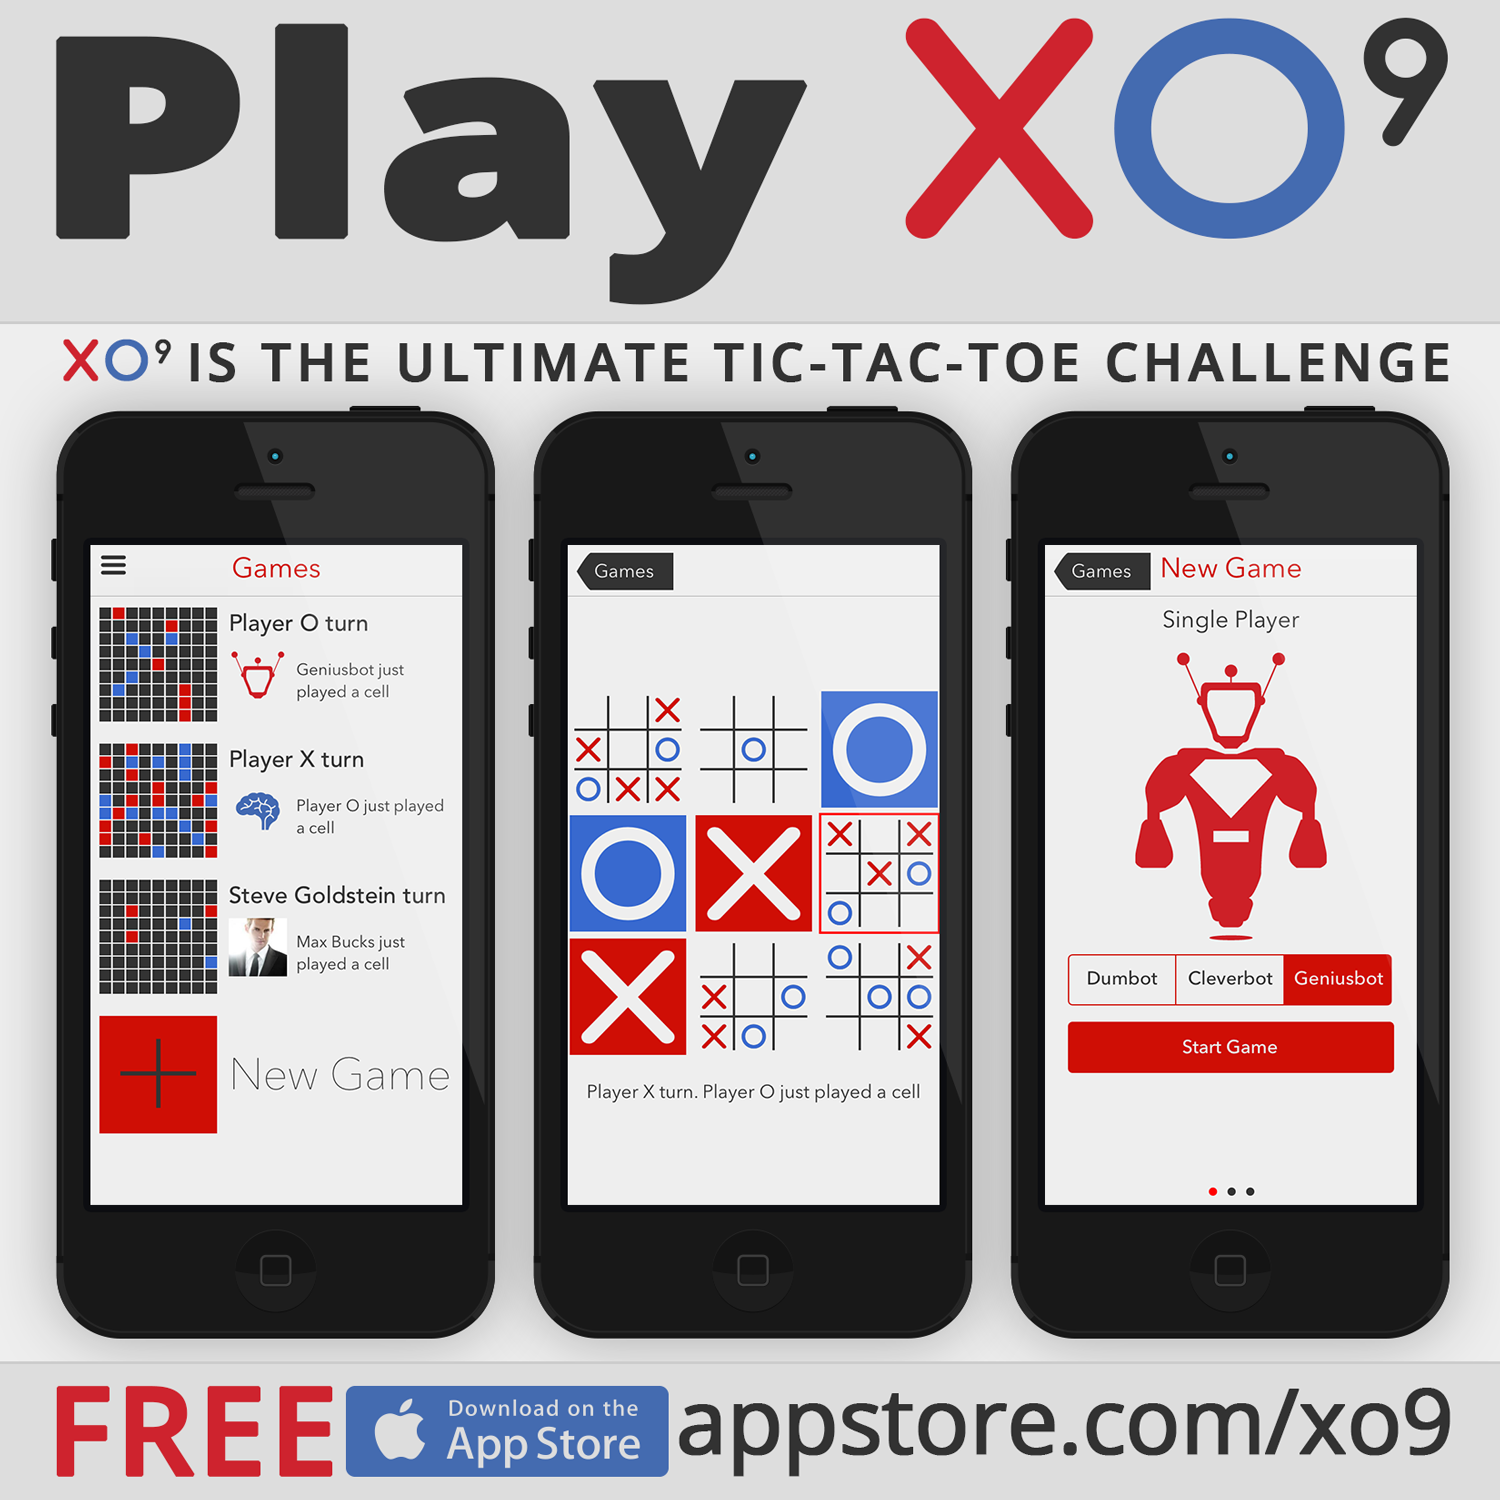 Play XO⁹
XO⁹ IS THE ULTIMATE TIC-TAC-TOE CHALLENGE
Games
Player O turn
Geniusbot just
played a cell
Player X turn
Player O just played
a cell
Steve Goldstein turn
Max Bucks just
played a cell
New Game
Games
X
X O
O X X
O
O
O X
X X
X O
O
X
X O
X O
O X
O O
X
Player X turn. Player O just played a cell
Games New Game
Single Player
Dumbot Cleverbot Geniusbot
Start Game
FREE
Download on the
App Store
appstore.com/xo9